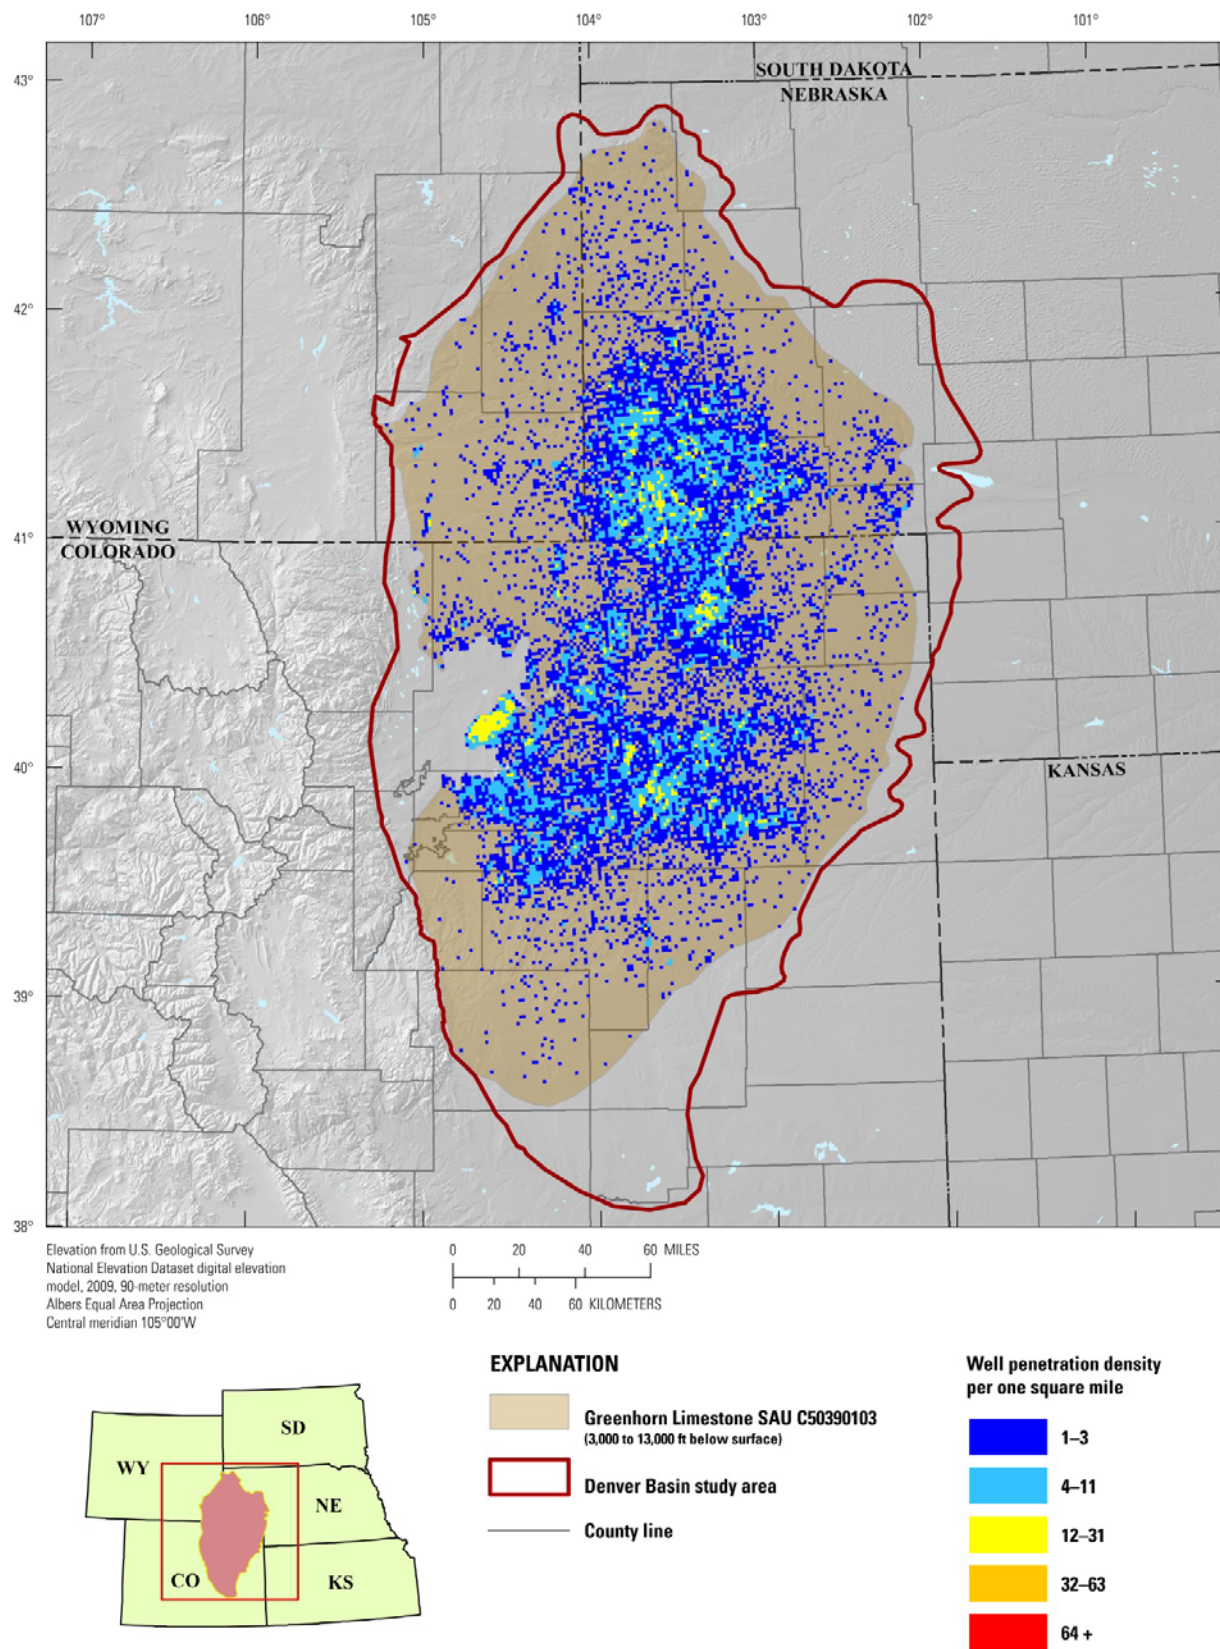 107°
106°
105°
104°
103°
102°
101°
43°
SOUTH DAKOTA
NEBRASKA
42°
41°
WYOMING
COLORADO
40°
KANSAS
39°
38°
Elevation from U.S. Geological Survey
National Elevation Dataset digital elevation
model, 2009, 90-meter resolution
Albers Equal Area Projection
Central meridian 105°00'W
0 20 40 60 MILES
0 20 40 60 KILOMETERS
EXPLANATION
Greenhorn Limestone SAU C50390103
(3,000 to 13,000 ft below surface)
Denver Basin study area
County line
Well penetration density
per one square mile
1–3
4–11
12–31
32–63
64 +
SD
WY
NE
CO
KS